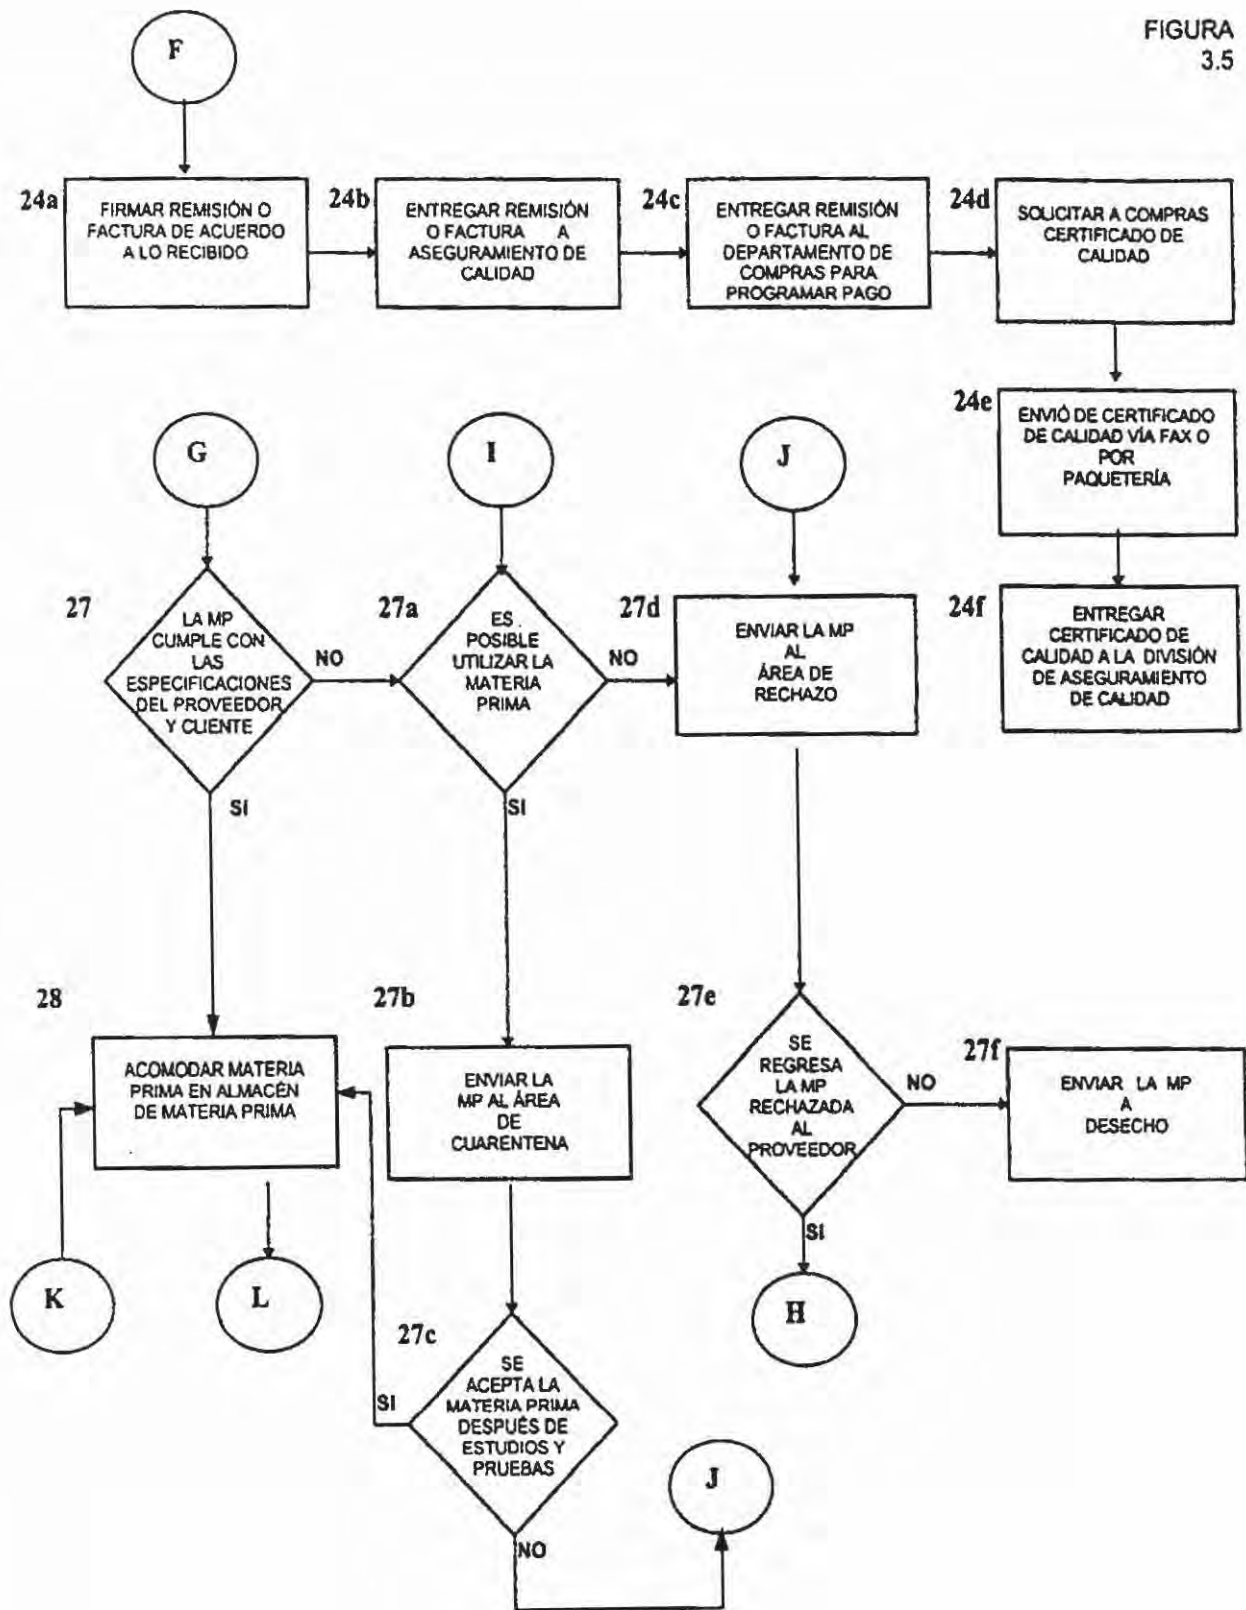 FIGURA
3.5
F
24a
FIRMAR REMISIÓN O
FACTURA DE ACUERDO
A LO RECIBIDO
24b
ENTREGAR REMISIÓN
O FACTURA A
ASEGURAMIENTO DE
CALIDAD
24c
ENTREGAR REMISIÓN
O FACTURA AL
DEPARTAMENTO DE
COMPRAS PARA
PROGRAMAR PAGO
24d
SOLICITAR A COMPRAS
CERTIFICADO DE
CALIDAD
24e
ENVIÓ DE CERTIFICADO
DE CALIDAD VÍA FAX O
POR
PAQUETERÍA
24f
ENTREGAR
CERTIFICADO DE
CALIDAD A LA DIVISIÓN
DE ASEGURAMIENTO
DE CALIDAD
G
I
J
27
LA MP
CUMPLE CON
LAS
ESPECIFICACIONES
DEL PROVEEDOR
Y CLIENTE
NO
SI
27a
ES
POSIBLE
UTILIZAR LA
MATERIA
PRIMA
NO
SI
27d
ENVIAR LA MP
AL
ÁREA DE
RECHAZO
28
ACOMODAR MATERIA
PRIMA EN ALMACÉN
DE MATERIA PRIMA
27b
ENVIAR LA
MP AL ÁREA
DE
CUARENTENA
27e
SE
REGRESA
LA MP
RECHAZADA
AL
PROVEEDOR
NO
SI
27f
ENVIAR LA MP
A
DESECHO
K
L
H
27c
SE
ACEPTA LA
MATERIA PRIMA
DESPUÉS DE
ESTUDIOS Y
PRUEBAS
SI
NO
J